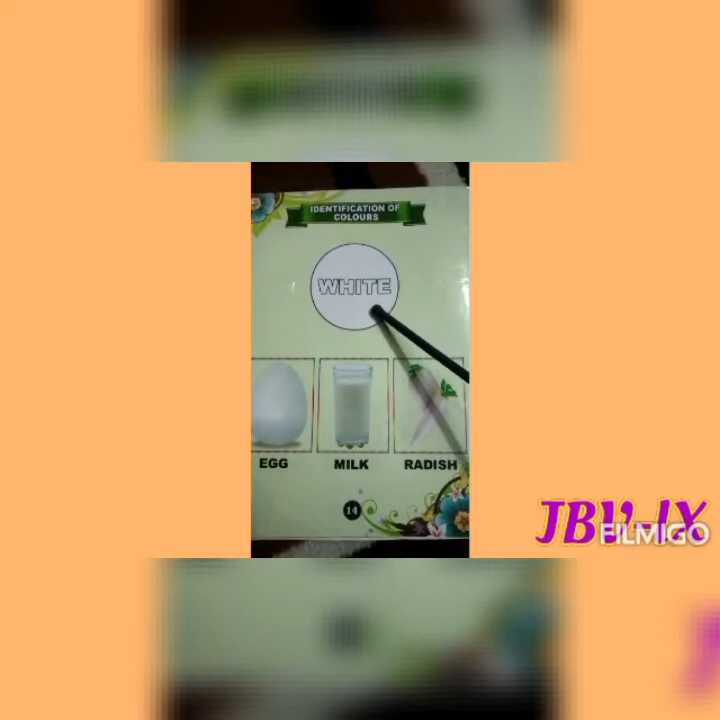 IDENTIFICATION OF
COLOURS
WHITE
EGG MILK RADISH
14
JBV-IX
FILMIGO